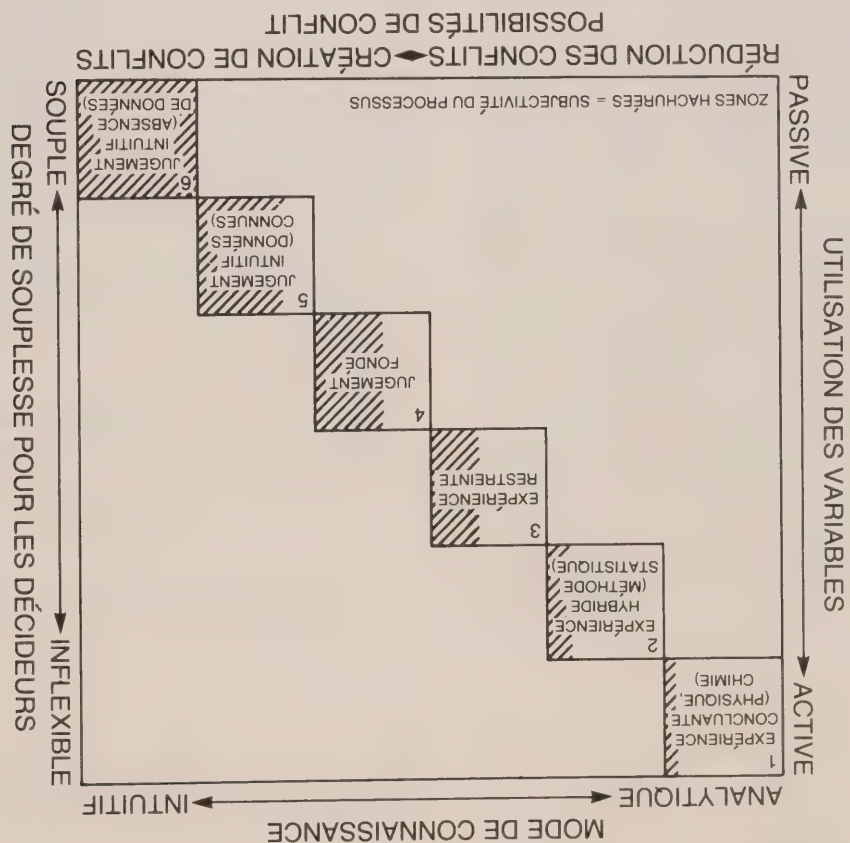 MODE DE CONNAISSANCE
ANALYTIQUE
INTUITIF
UTILISATION DES VARIABLES
ACTIVE
PASSIVE
1
EXPÉRIENCE
CONCLUANTE
(PHYSIQUE,
CHIMIE)
2
EXPÉRIENCE
HYBRIDE
(MÉTHODE
STATISTIQUE)
3
EXPÉRIENCE
RESTREINTE
4
JUGEMENT
FONDÉ
5
JUGEMENT
INTUITIF
(DONNÉES
CONNUES)
6
JUGEMENT
INTUITIF
(ABSENCE
DE DONNÉES)
ZONES HACHURÉES = SUBJECTIVITÉ DU PROCESSUS
INFLEXIBLE
SOUPLE
DEGRÉ DE SOUPLESSE POUR LES DÉCIDEURS
RÉDUCTION DES CONFLITS CRÉATION DE CONFLITS
POSSIBILITÉS DE CONFLIT